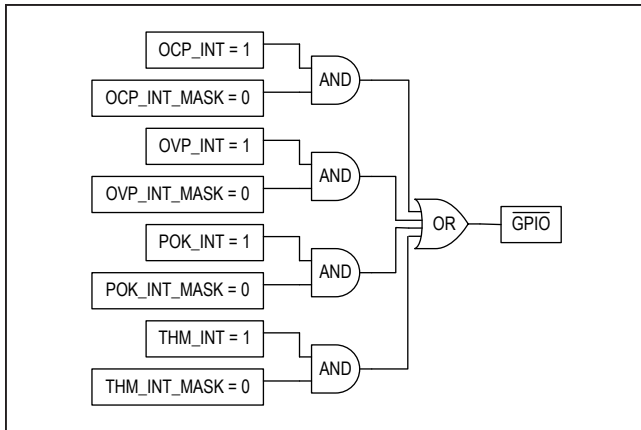 OCP_INT = 1
AND
OCP_INT_MASK = 0
OVP_INT = 1
AND
OVP_INT_MASK = 0
OR
GPIO
POK_INT = 1
AND
POK_INT_MASK = 0
THM_INT = 1
AND
THM_INT_MASK = 0